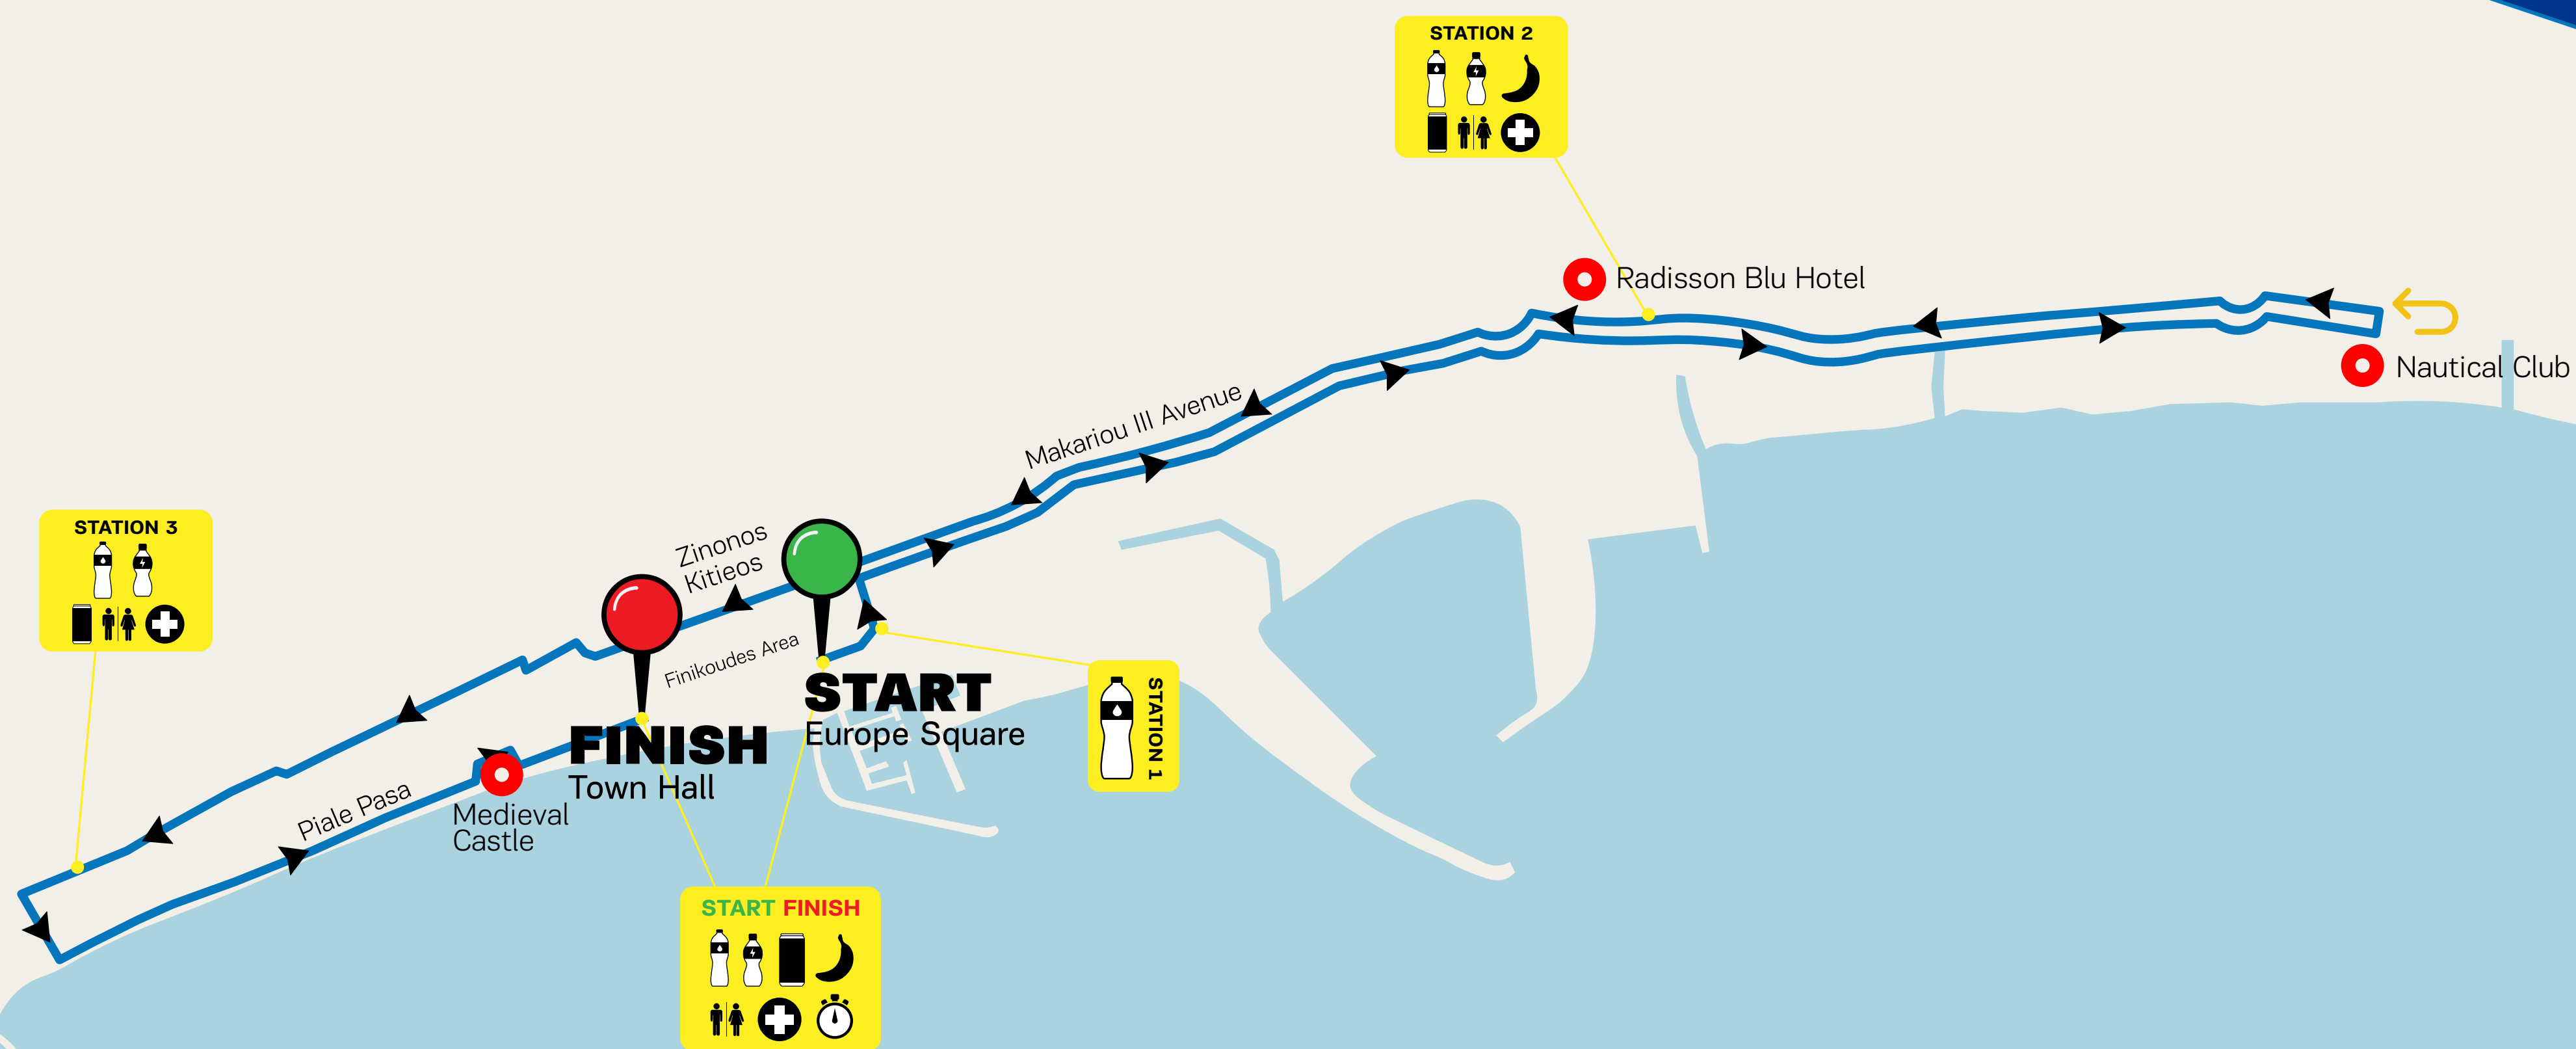 STATION 2
Radisson Blu Hotel
Nautical Club
Makariou III Avenue
STATION 3
Zinonos
Kitieos
Finikoudes Area
START
Europe Square
STATION 1
FINISH
Town Hall
Piale Pasa
Medieval
Castle
START FINISH